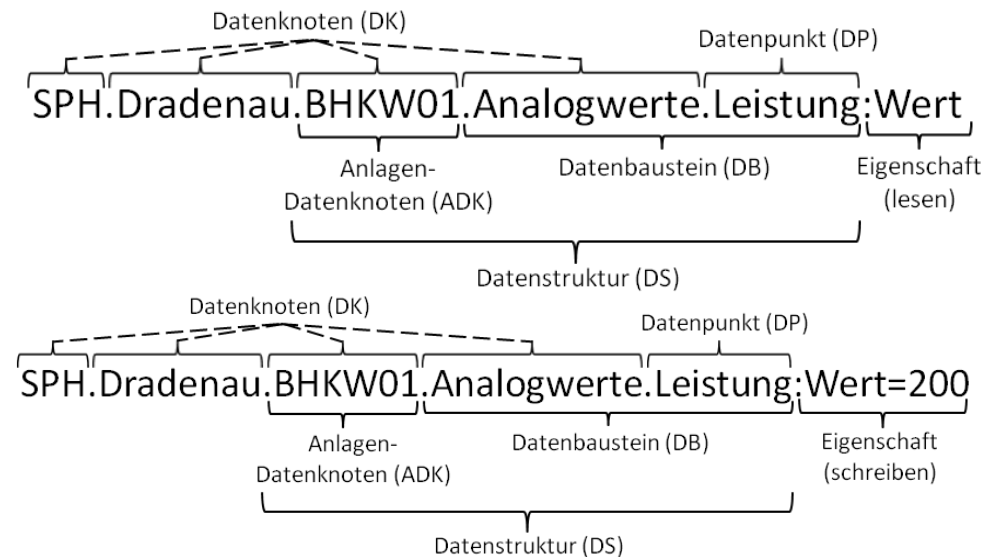 Datenknoten (DK)
Datenpunkt (DP)
SPH.Dradenau.BHKW01.Analogwerte.Leistung:Wert
Anlagen-
Datenknoten (ADK)
Datenbaustein (DB)
Eigenschaft
(lesen)
Datenstruktur (DS)
Datenknoten (DK)
Datenpunkt (DP)
SPH.Dradenau.BHKW01.Analogwerte.Leistung:Wert=200
Anlagen-
Datenknoten (ADK)
Datenbaustein (DB)
Eigenschaft
(schreiben)
Datenstruktur (DS)